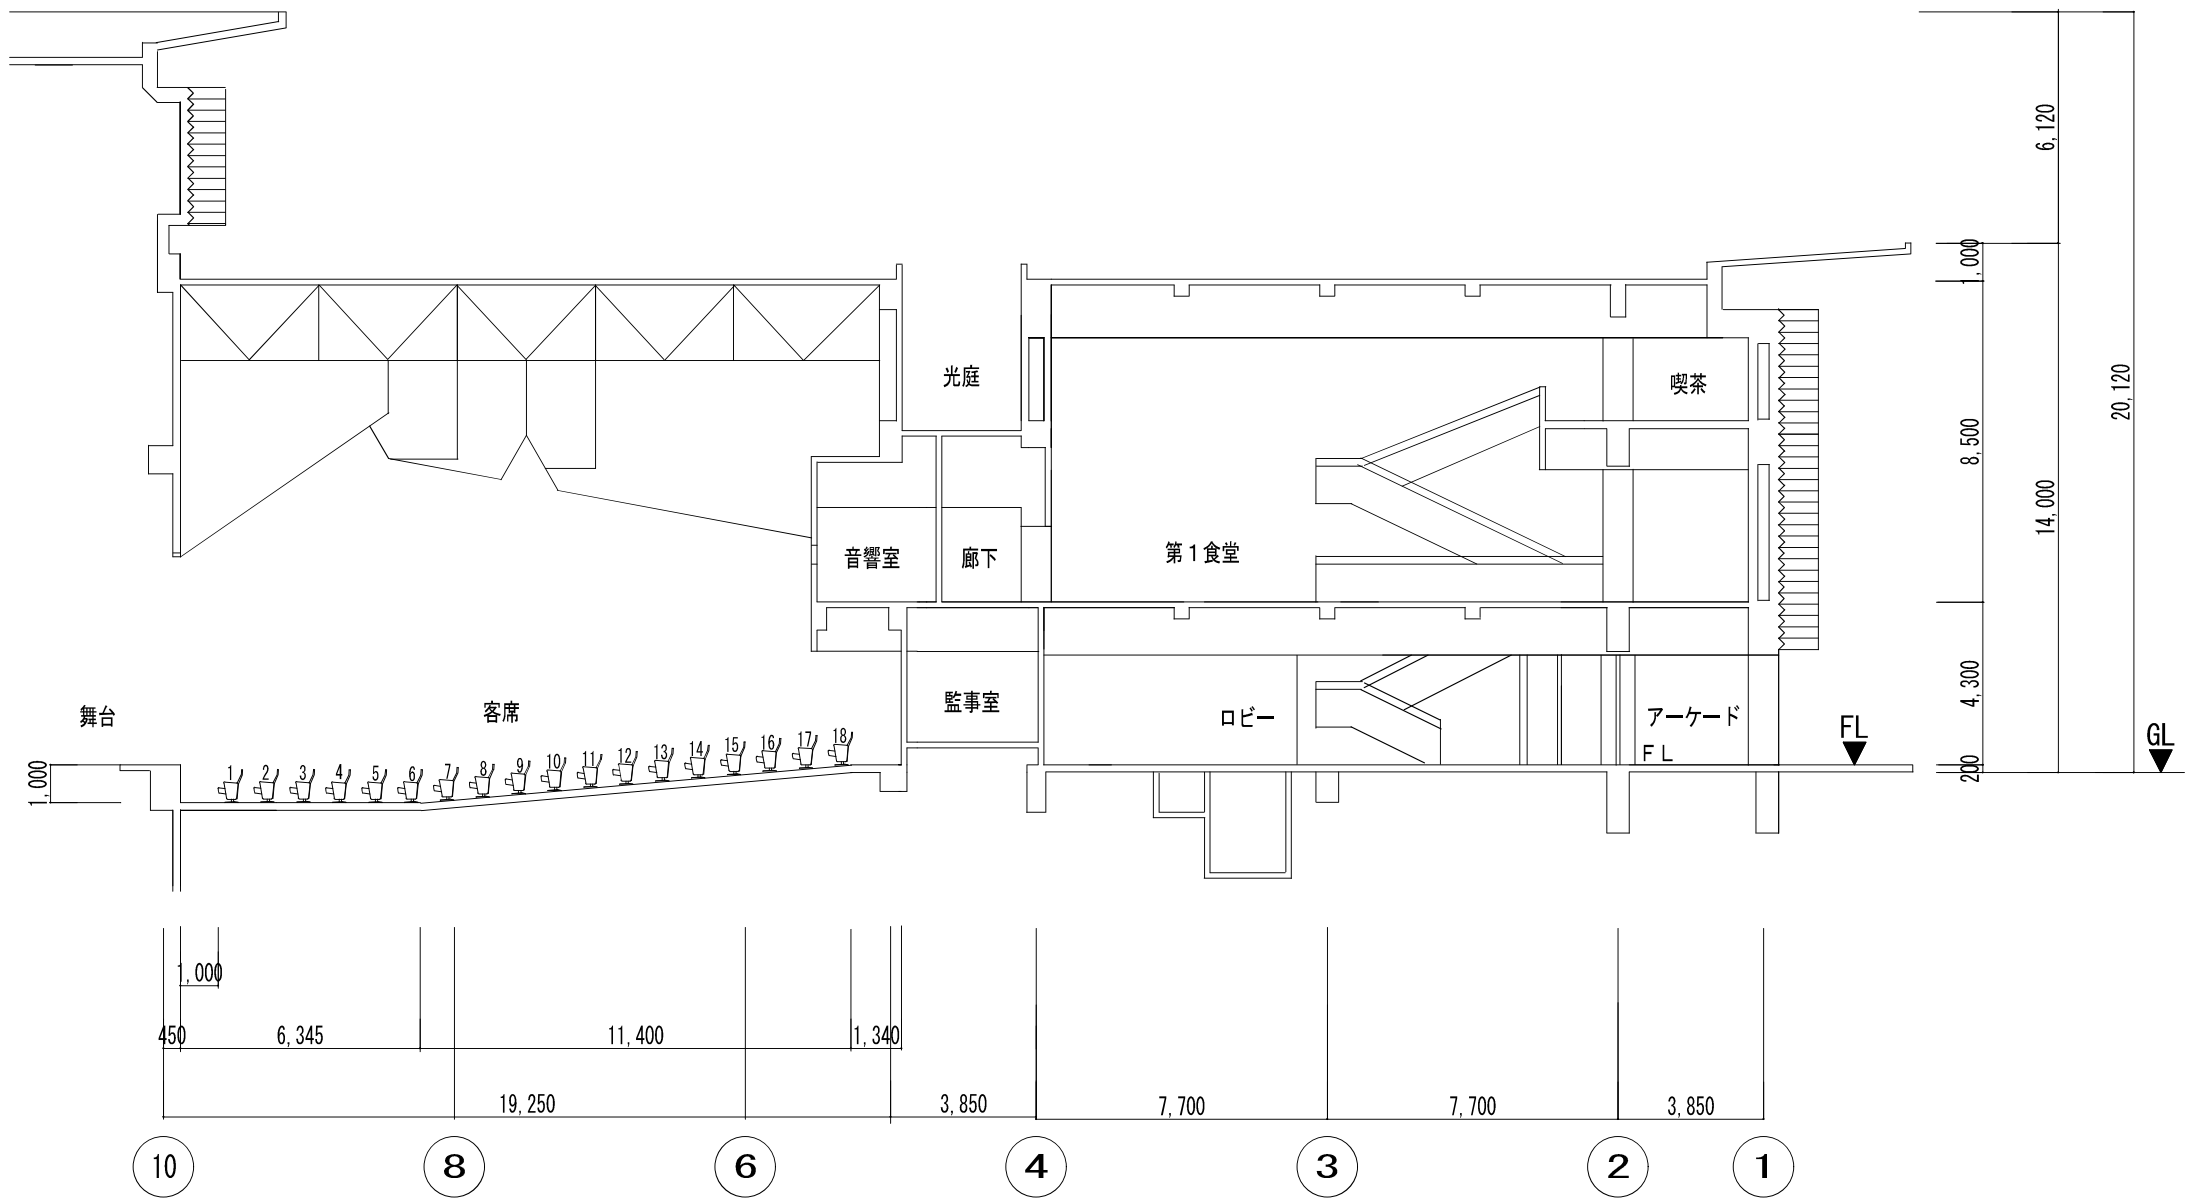 6,120
1,000
20,120
光庭
喫茶
8,500
14,000
音響室
廊下
第１食堂
4,300
舞台
客席
監事室
ロビー
アーケード
ＦＬ
FL
GL
200
1,000
1 2 3 4 5 6 7 8 9 10 11 12 13 14 15 16 17 18
1,000
450 6,345 11,400 1,340
19,250 3,850 7,700 7,700 3,850
10 8 6 4 3 2 1